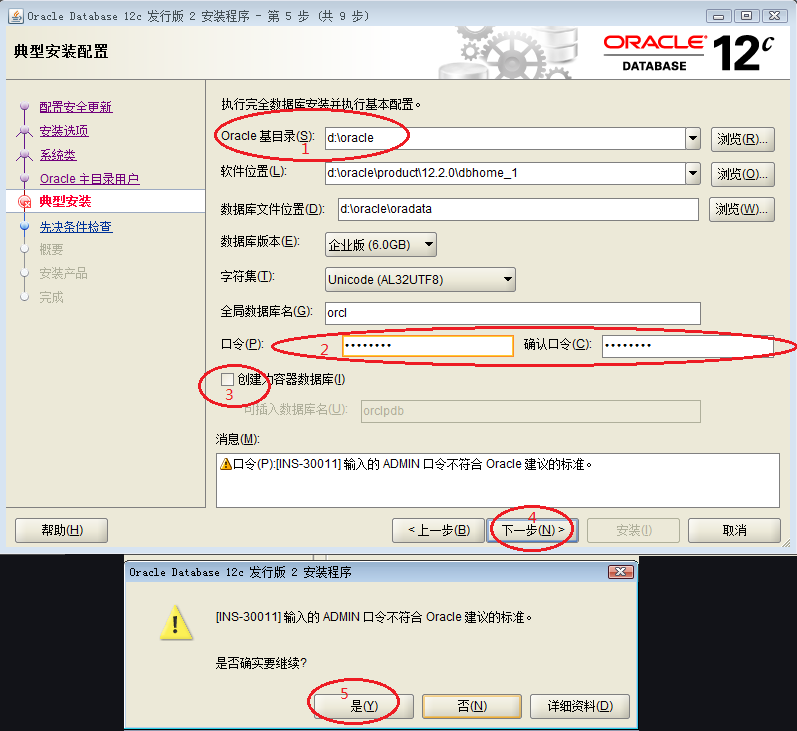 Oracle Database 12c 发行版 2 安装程序 - 第 5 步 (共 9 步)
典型安装配置
ORACLE®
DATABASE
12c
配置安全更新
安装选项
系统类
Oracle 主目录用户
典型安装
先决条件检查
概要
安装产品
完成
执行完全数据库安装并执行基本配置。
Oracle 基目录(S): d:\oracle 浏览(R)...
1
软件位置(L): d:\oracle\product\12.2.0\dbhome_1 浏览(O)...
数据库文件位置(D): d:\oracle\oradata 浏览(W)...
数据库版本(E): 企业版 (6.0GB)
字符集(T): Unicode (AL32UTF8)
全局数据库名(G): orcl
口令(P): 2 •••••••• 确认口令(C): ••••••••
创建为容器数据库(I)
3
可插入数据库名(U): orclpdb
消息(M):
口令(P):[INS-30011] 输入的 ADMIN 口令不符合 Oracle 建议的标准。
4
帮助(H) < 上一步(B) 下一步(N) > 安装(I) 取消
Oracle Database 12c 发行版 2 安装程序
[INS-30011] 输入的 ADMIN 口令不符合 Oracle 建议的标准。
是否确实要继续?
5
是(Y) 否(N) 详细资料(D)